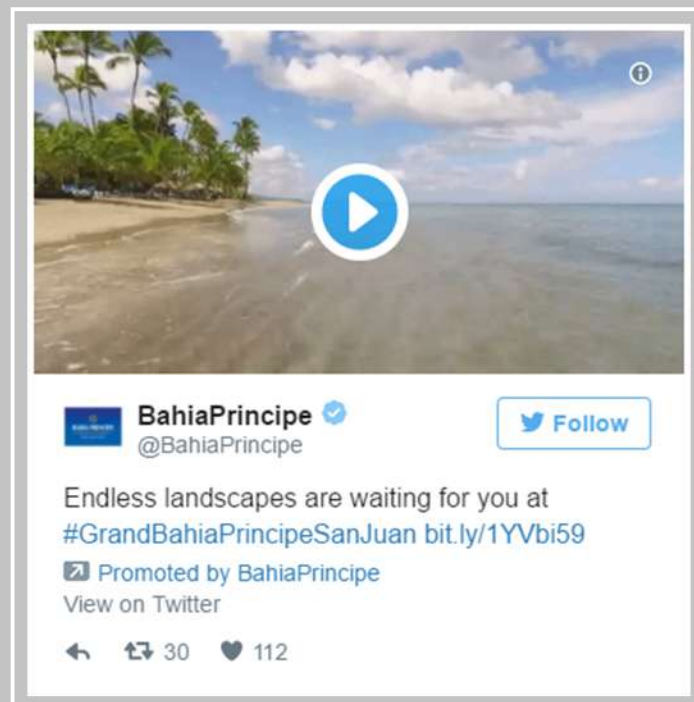 BahiaPrincipe
@BahiaPrincipe
Follow
Endless landscapes are waiting for you at
#GrandBahiaPrincipeSanJuan bit.ly/1YVbi59
Promoted by BahiaPrincipe
View on Twitter
30 112